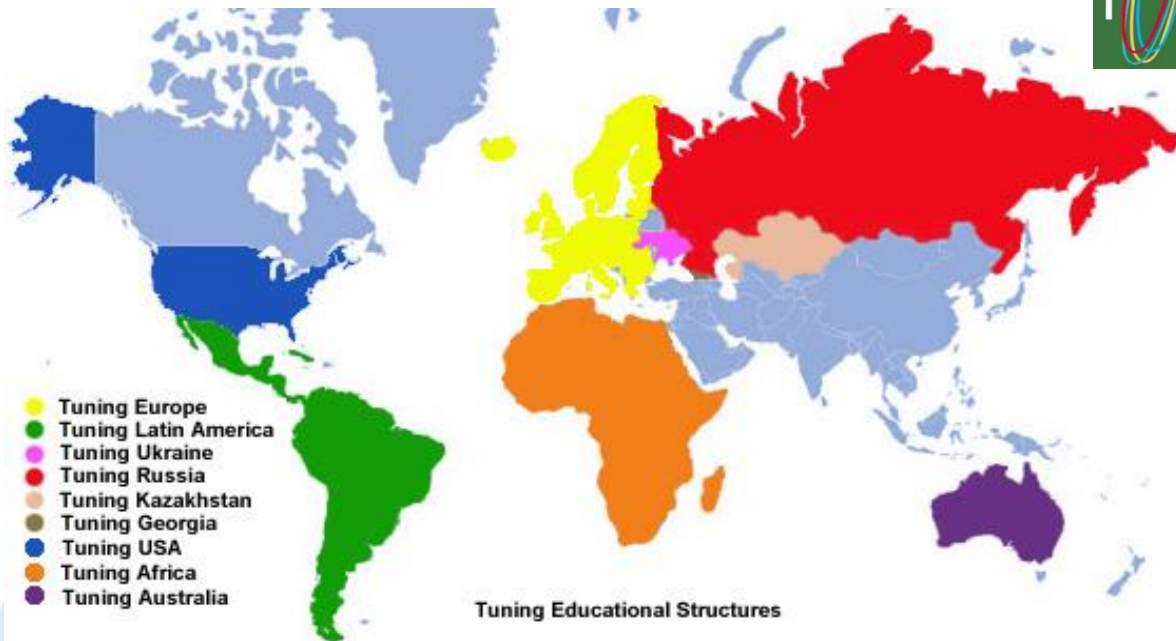 Tuning Europe
Tuning Latin America
Tuning Ukraine
Tuning Russia
Tuning Kazakhstan
Tuning Georgia
Tuning USA
Tuning Africa
Tuning Australia
Tuning Educational Structures